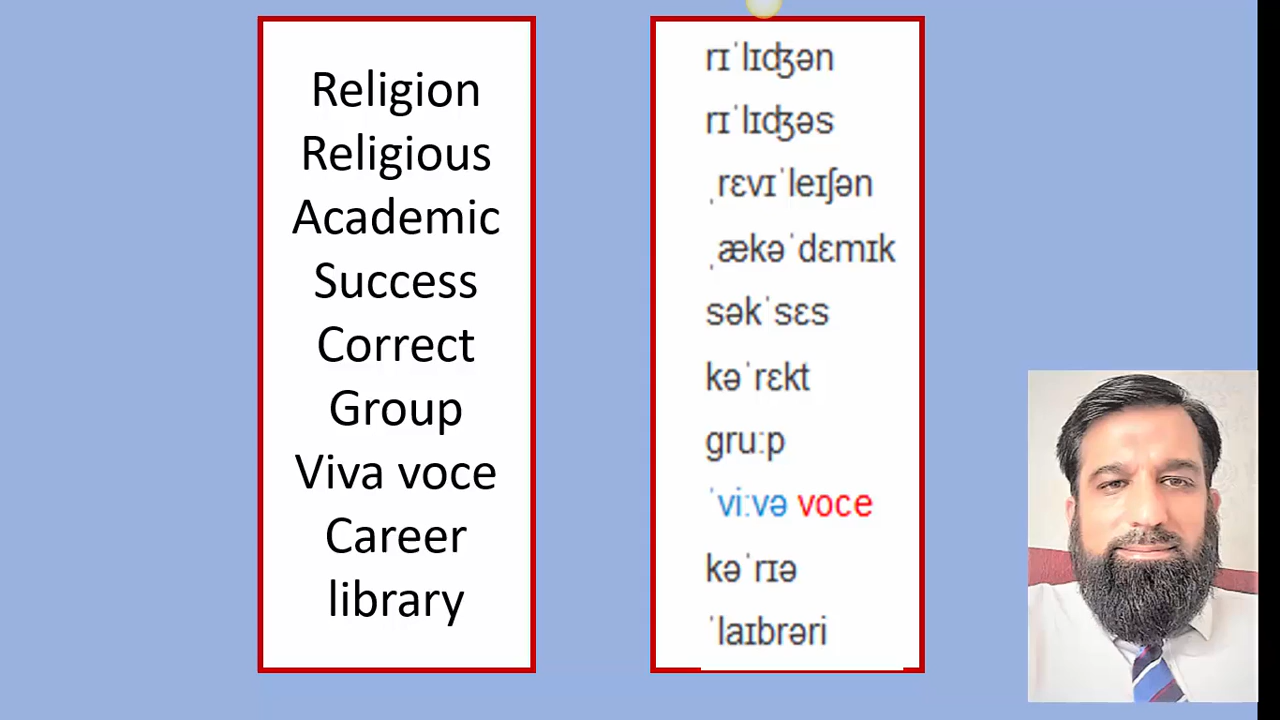 Religion
Religious
Academic
Success
Correct
Group
Viva voce
Career
library
rɪˈlɪʤən
rɪˈlɪʤəs
ˌrɛvɪˈleɪʃən
ˌækəˈdɛmɪk
səkˈsɛs
kəˈrɛkt
gruːp
ˈviːvə voce
kəˈrɪə
ˈlaɪbrəri